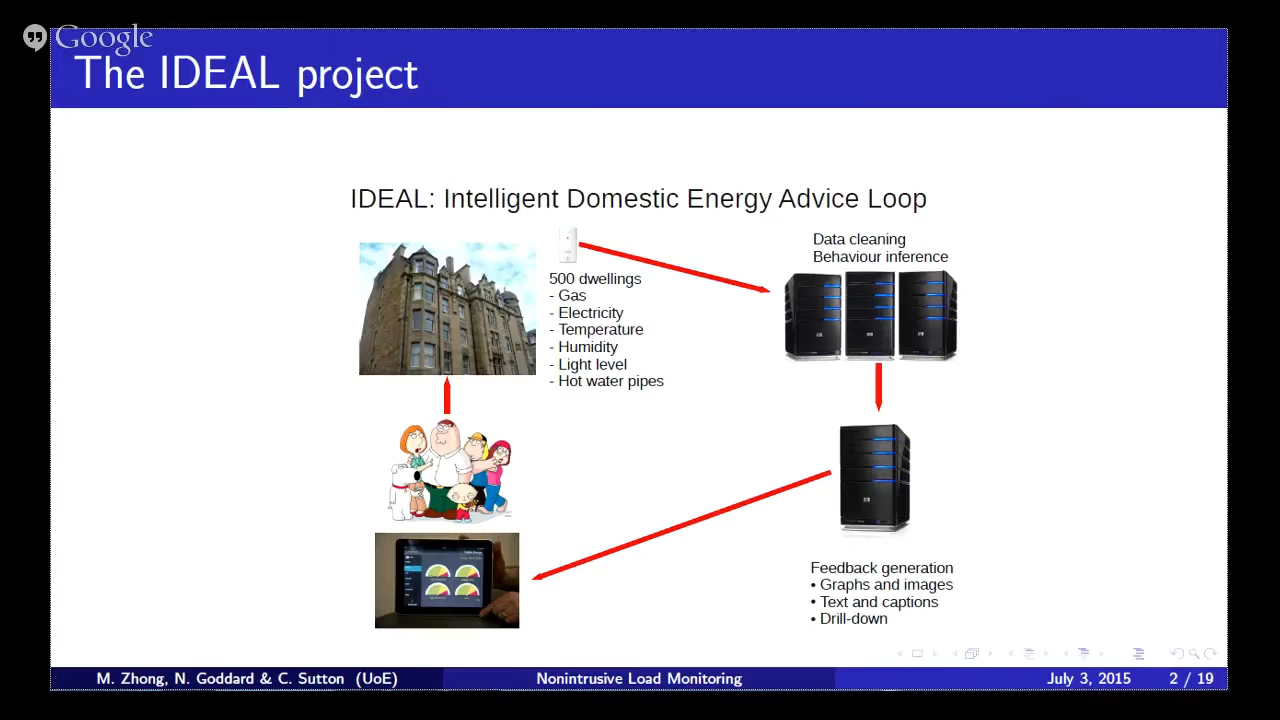 Google
The IDEAL project
IDEAL: Intelligent Domestic Energy Advice Loop
500 dwellings
- Gas
- Electricity
- Temperature
- Humidity
- Light level
- Hot water pipes
Data cleaning
Behaviour inference
Feedback generation
• Graphs and images
• Text and captions
• Drill-down
M. Zhong, N. Goddard & C. Sutton (UoE)
Nonintrusive Load Monitoring
July 3, 2015
2 / 19